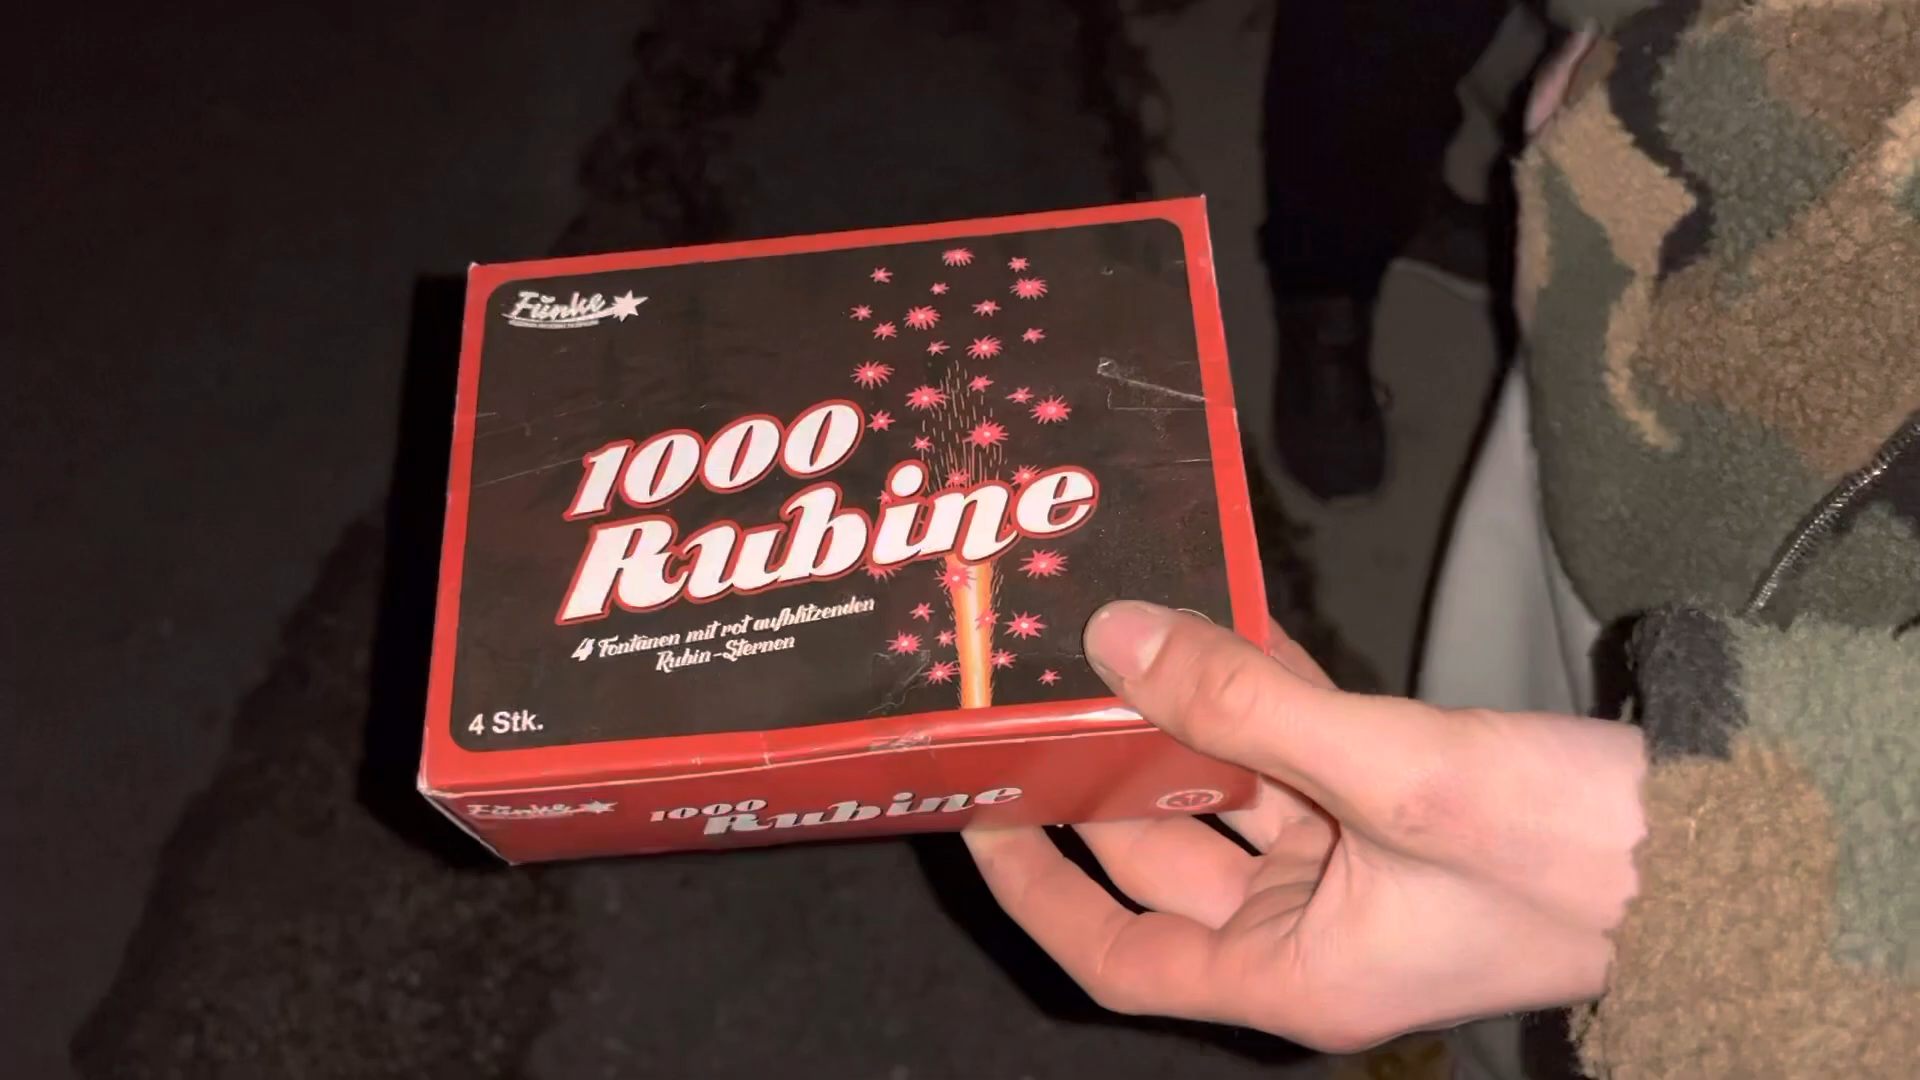 Funke
1000
Rubine
4 Fontänen mit rot aufblitzenden
Rubin-Sternen
4 Stk.
Funke
1000
Rubine